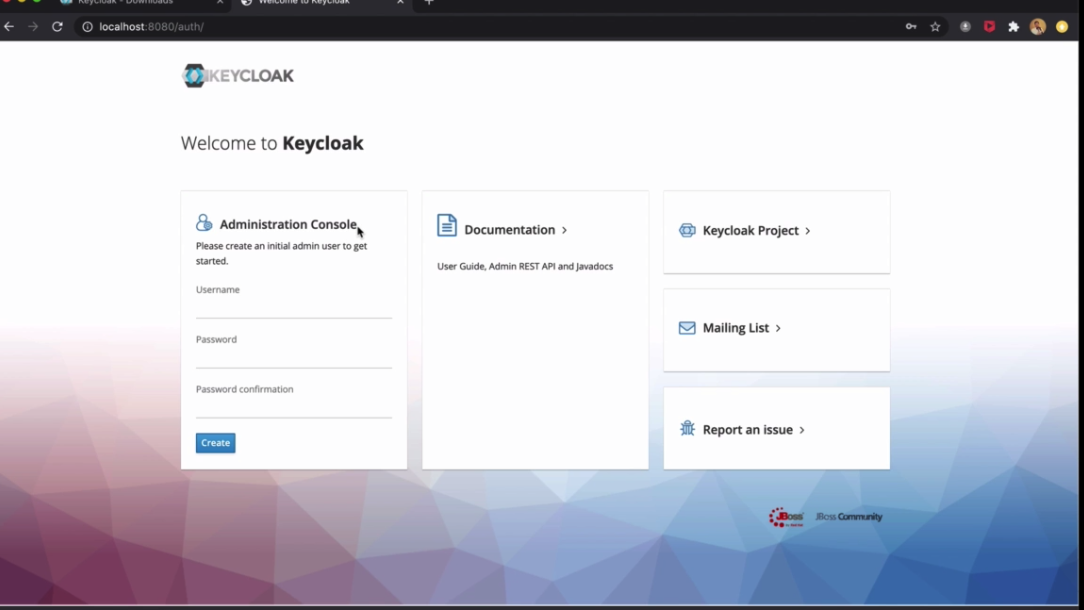 Keycloak - Downloads
Welcome to Keycloak
localhost:8080/auth/
KEYCLOAK
Welcome to Keycloak
Administration Console
Please create an initial admin user to get
started.
Username
Password
Password confirmation
Create
Documentation
User Guide, Admin REST API and Javadocs
Keycloak Project
Mailing List
Report an issue
JBoss
JBoss Community